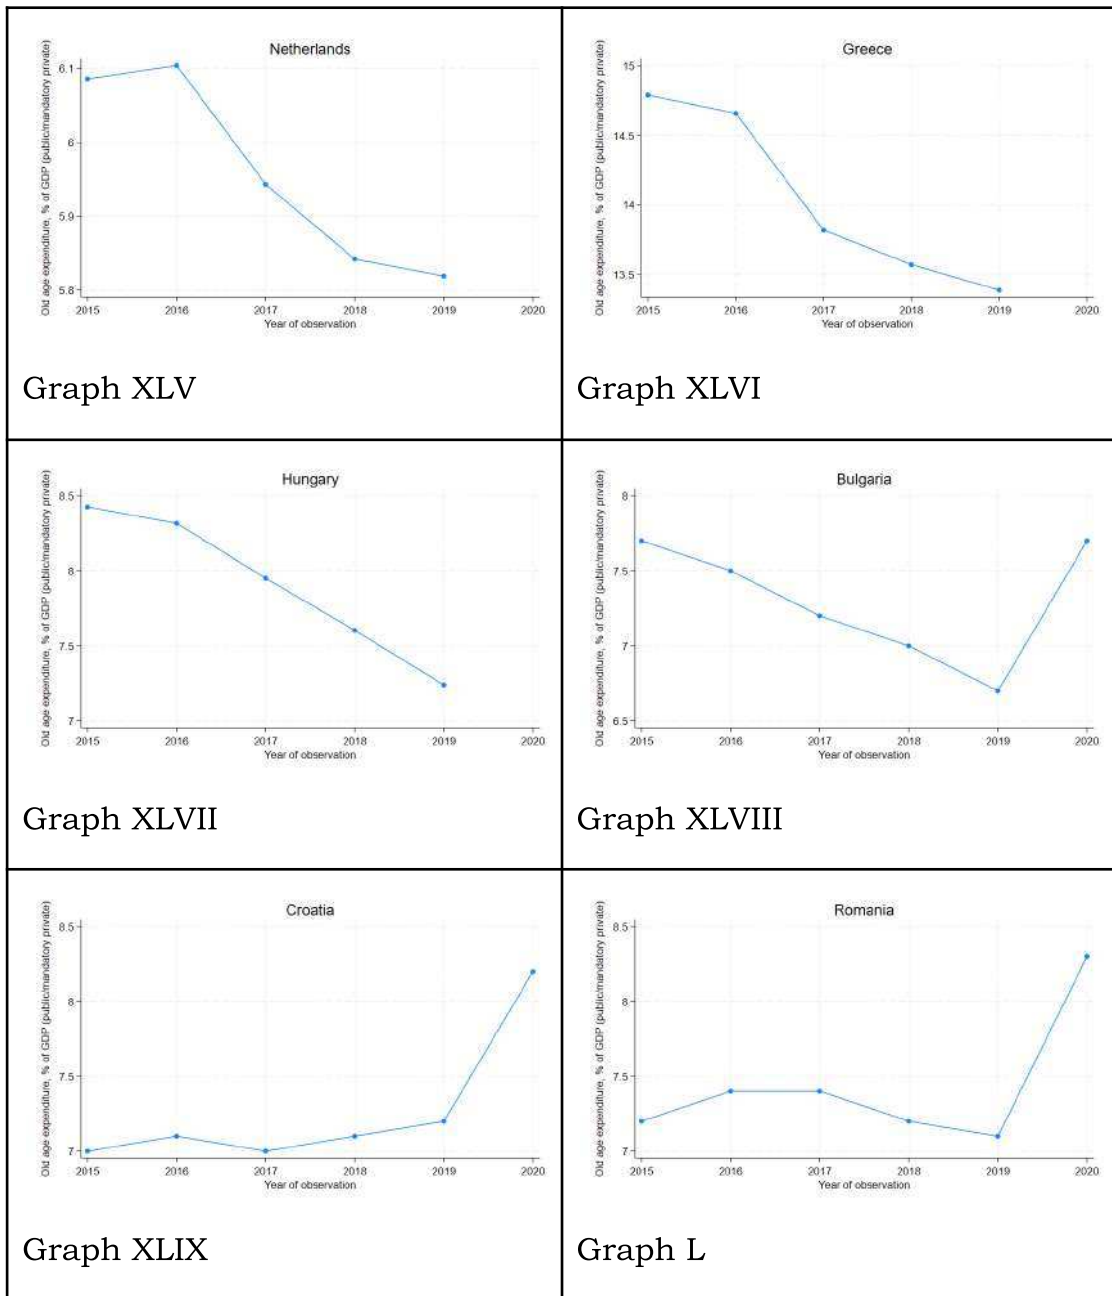 Netherlands
Old age expenditure, % of GDP (public/mandatory private)
6.1
6
5.9
5.8
2015 2016 2017 2018 2019 2020
Year of observation
Graph XLV
Greece
Old age expenditure, % of GDP (public/mandatory private)
15
14.5
14
13.5
2015 2016 2017 2018 2019 2020
Year of observation
Graph XLVI
Hungary
Old age expenditure, % of GDP (public/mandatory private)
8.5
8
7.5
7
2015 2016 2017 2018 2019 2020
Year of observation
Graph XLVII
Bulgaria
Old age expenditure, % of GDP (public/mandatory private)
8
7.5
7
6.5
2015 2016 2017 2018 2019 2020
Year of observation
Graph XLVIII
Croatia
Old age expenditure, % of GDP (public/mandatory private)
8.5
8
7.5
7
2015 2016 2017 2018 2019 2020
Year of observation
Graph XLIX
Romania
Old age expenditure, % of GDP (public/mandatory private)
8.5
8
7.5
7
2015 2016 2017 2018 2019 2020
Year of observation
Graph L